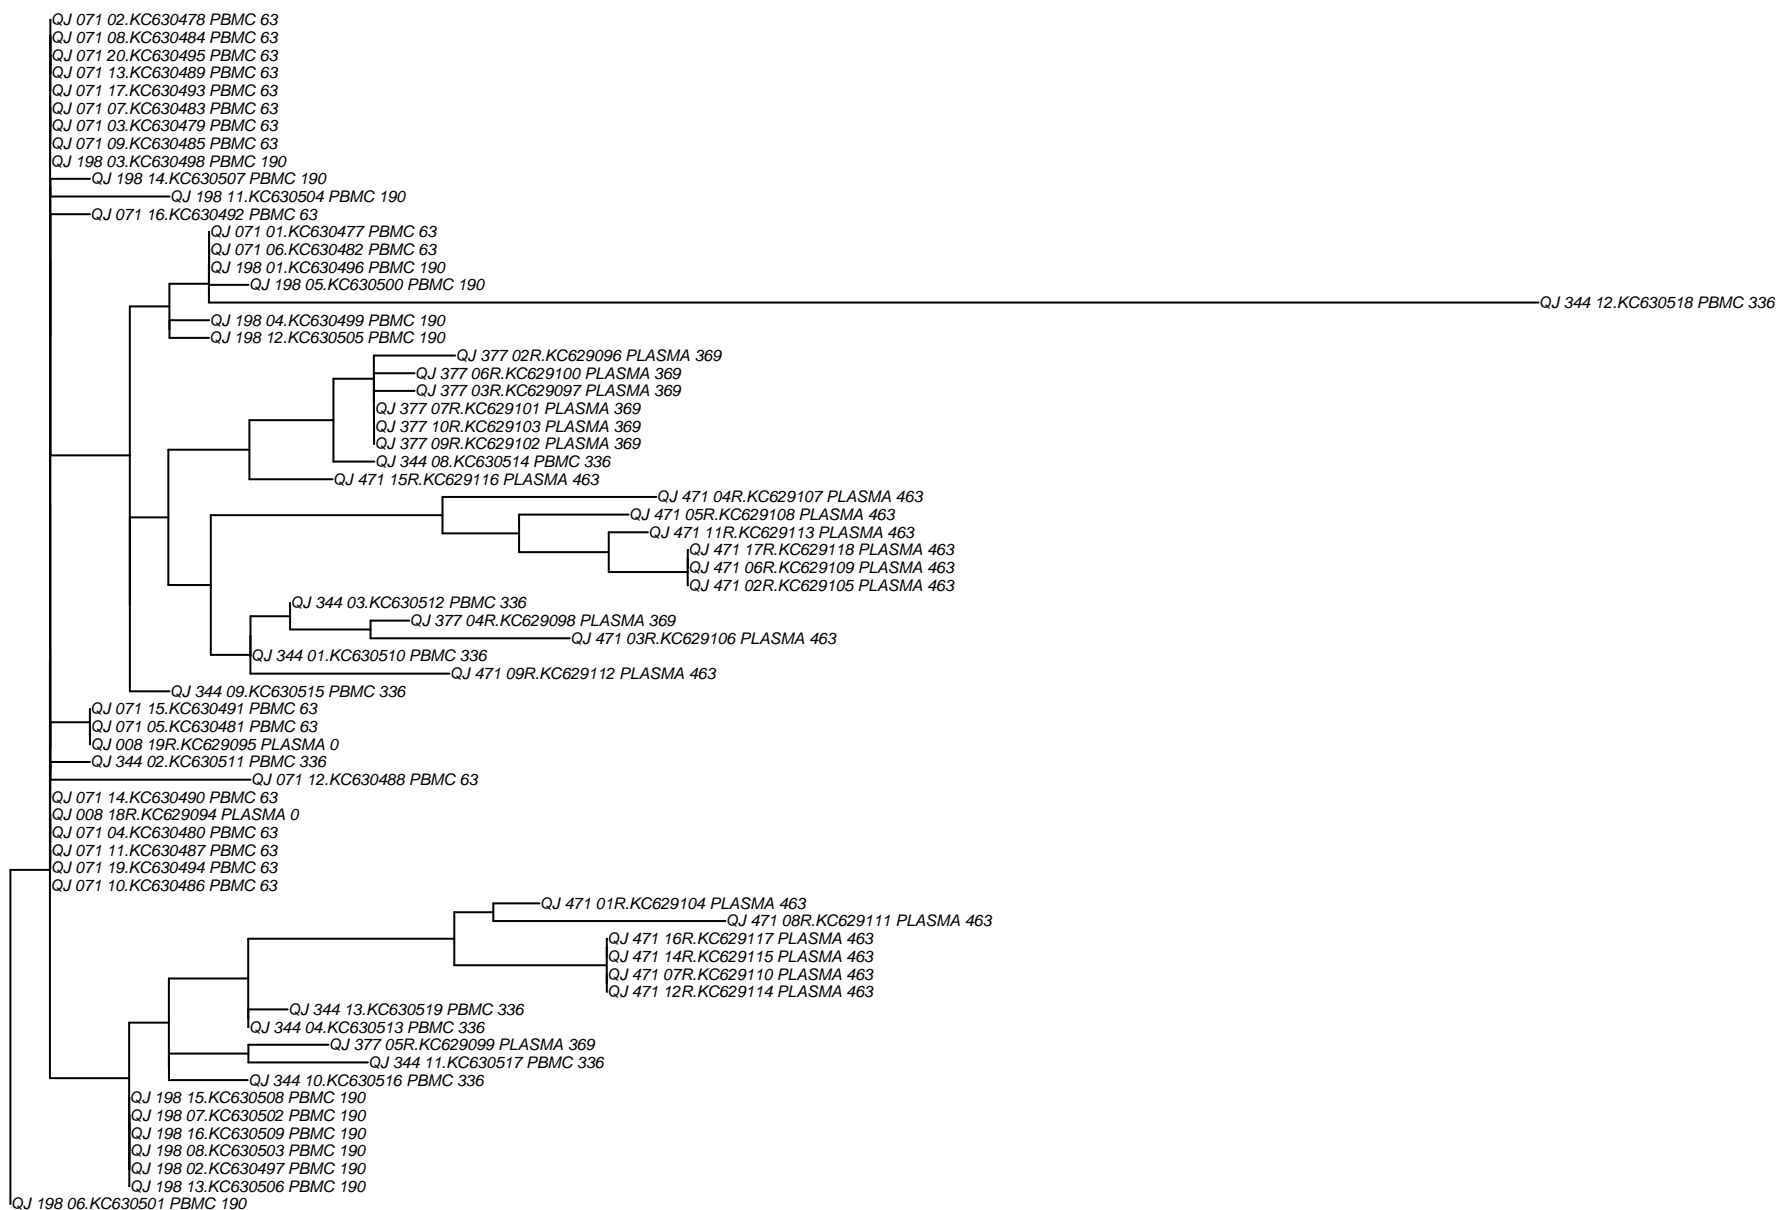 QJ 071 02.KC630478 PBMC 63
QJ 071 08.KC630484 PBMC 63
QJ 071 20.KC630495 PBMC 63
QJ 071 13.KC630489 PBMC 63
QJ 071 17.KC630493 PBMC 63
QJ 071 07.KC630483 PBMC 63
QJ 071 03.KC630479 PBMC 63
QJ 071 09.KC630485 PBMC 63
QJ 198 03.KC630498 PBMC 190
QJ 198 14.KC630507 PBMC 190
QJ 198 11.KC630504 PBMC 190
QJ 071 16.KC630492 PBMC 63
QJ 071 01.KC630477 PBMC 63
QJ 071 06.KC630482 PBMC 63
QJ 198 01.KC630496 PBMC 190
QJ 198 05.KC630500 PBMC 190
QJ 344 12.KC630518 PBMC 336
QJ 198 04.KC630499 PBMC 190
QJ 198 12.KC630505 PBMC 190
QJ 377 02R.KC629096 PLASMA 369
QJ 377 06R.KC629100 PLASMA 369
QJ 377 03R.KC629097 PLASMA 369
QJ 377 07R.KC629101 PLASMA 369
QJ 377 10R.KC629103 PLASMA 369
QJ 377 09R.KC629102 PLASMA 369
QJ 344 08.KC630514 PBMC 336
QJ 471 15R.KC629116 PLASMA 463
QJ 471 04R.KC629107 PLASMA 463
QJ 471 05R.KC629108 PLASMA 463
QJ 471 11R.KC629113 PLASMA 463
QJ 471 17R.KC629118 PLASMA 463
QJ 471 06R.KC629109 PLASMA 463
QJ 471 02R.KC629105 PLASMA 463
QJ 344 03.KC630512 PBMC 336
QJ 377 04R.KC629098 PLASMA 369
QJ 471 03R.KC629106 PLASMA 463
QJ 344 01.KC630510 PBMC 336
QJ 471 09R.KC629112 PLASMA 463
QJ 344 09.KC630515 PBMC 336
QJ 071 15.KC630491 PBMC 63
QJ 071 05.KC630481 PBMC 63
QJ 008 19R.KC629095 PLASMA 0
QJ 344 02.KC630511 PBMC 336
QJ 071 12.KC630488 PBMC 63
QJ 071 14.KC630490 PBMC 63
QJ 008 18R.KC629094 PLASMA 0
QJ 071 04.KC630480 PBMC 63
QJ 071 11.KC630487 PBMC 63
QJ 071 19.KC630494 PBMC 63
QJ 071 10.KC630486 PBMC 63
QJ 471 01R.KC629104 PLASMA 463
QJ 471 08R.KC629111 PLASMA 463
QJ 471 16R.KC629117 PLASMA 463
QJ 471 14R.KC629115 PLASMA 463
QJ 471 07R.KC629110 PLASMA 463
QJ 471 12R.KC629114 PLASMA 463
QJ 344 13.KC630519 PBMC 336
QJ 344 04.KC630513 PBMC 336
QJ 377 05R.KC629099 PLASMA 369
QJ 344 11.KC630517 PBMC 336
QJ 344 10.KC630516 PBMC 336
QJ 198 15.KC630508 PBMC 190
QJ 198 07.KC630502 PBMC 190
QJ 198 16.KC630509 PBMC 190
QJ 198 08.KC630503 PBMC 190
QJ 198 02.KC630497 PBMC 190
QJ 198 13.KC630506 PBMC 190
QJ 198 06.KC630501 PBMC 190